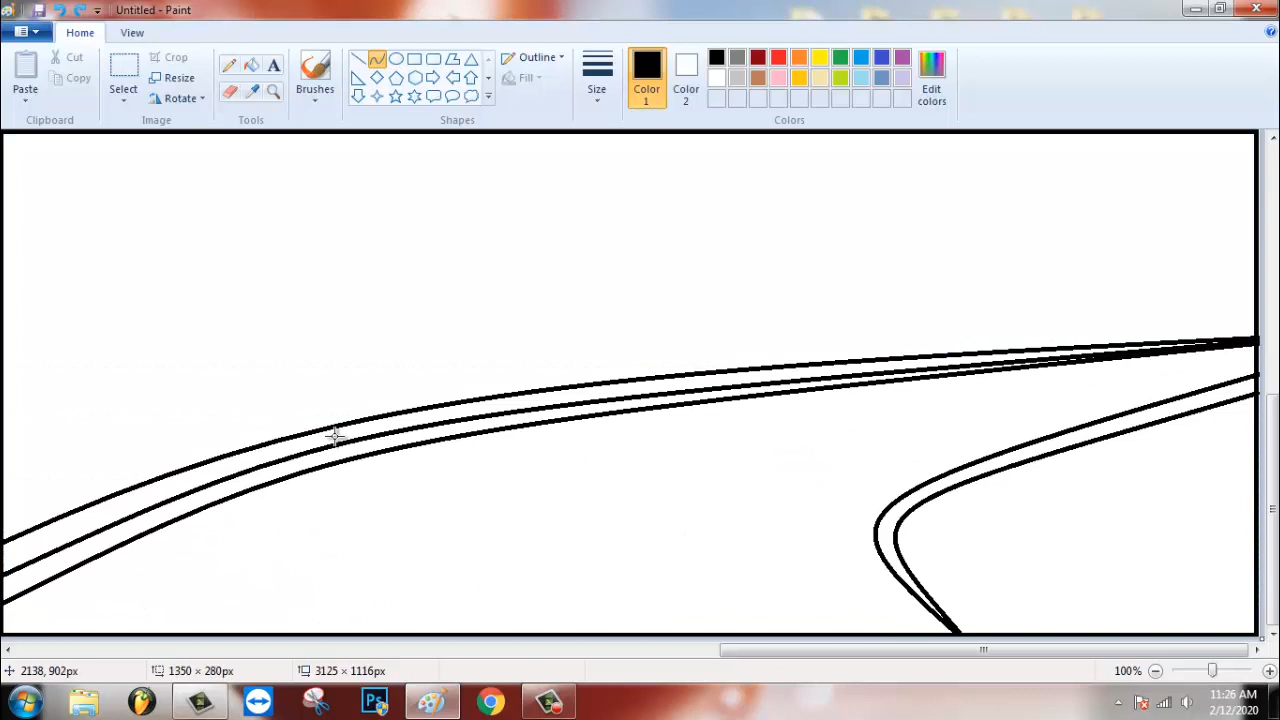 Untitled - Paint
Home
View
Paste
Cut
Copy
Clipboard
Select
Crop
Resize
Rotate
Image
A
Tools
Brushes
Shapes
Outline
Fill
Size
Color 1
Color 2
Edit colors
Colors
2138, 902px
1350 × 280px
3125 × 1116px
100%
Ps
11:26 AM
2/12/2020